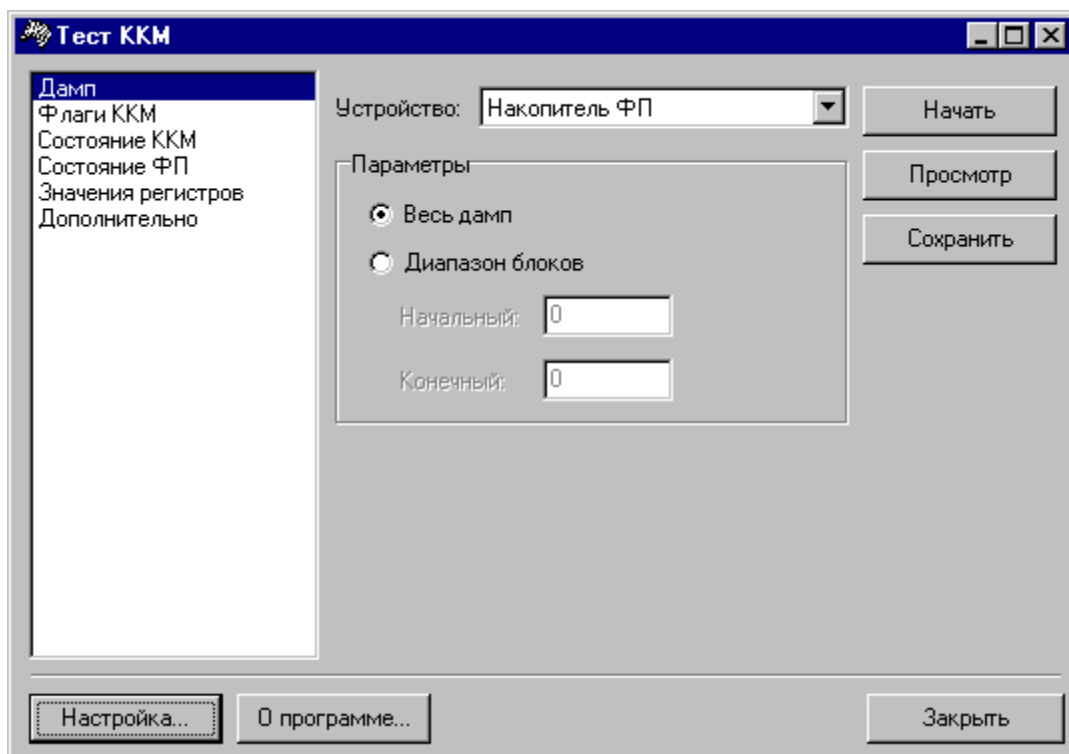 Тест ККМ
Дамп
Флаги ККМ
Состояние ККМ
Состояние ФП
Значения регистров
Дополнительно
Устройство: Накопитель ФП
Параметры
Весь дамп
Диапазон блоков
Начальный: 0
Конечный: 0
Начать
Просмотр
Сохранить
Настройка...
О программе...
Закрыть